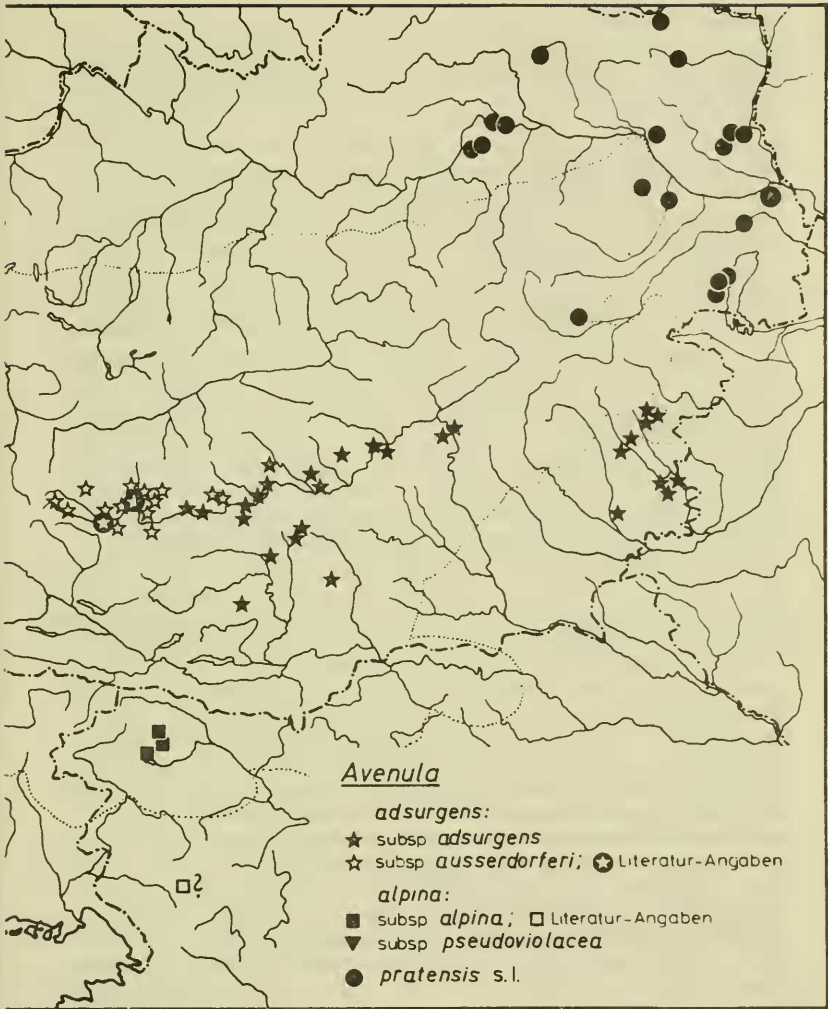 ?
Avenula
adsurgens:
subsp adsurgens
subsp ausserdorferi; Literatur-Angaben
alpina:
subsp alpina; Literatur-Angaben
subsp pseudoviolacea
pratensis s.l.